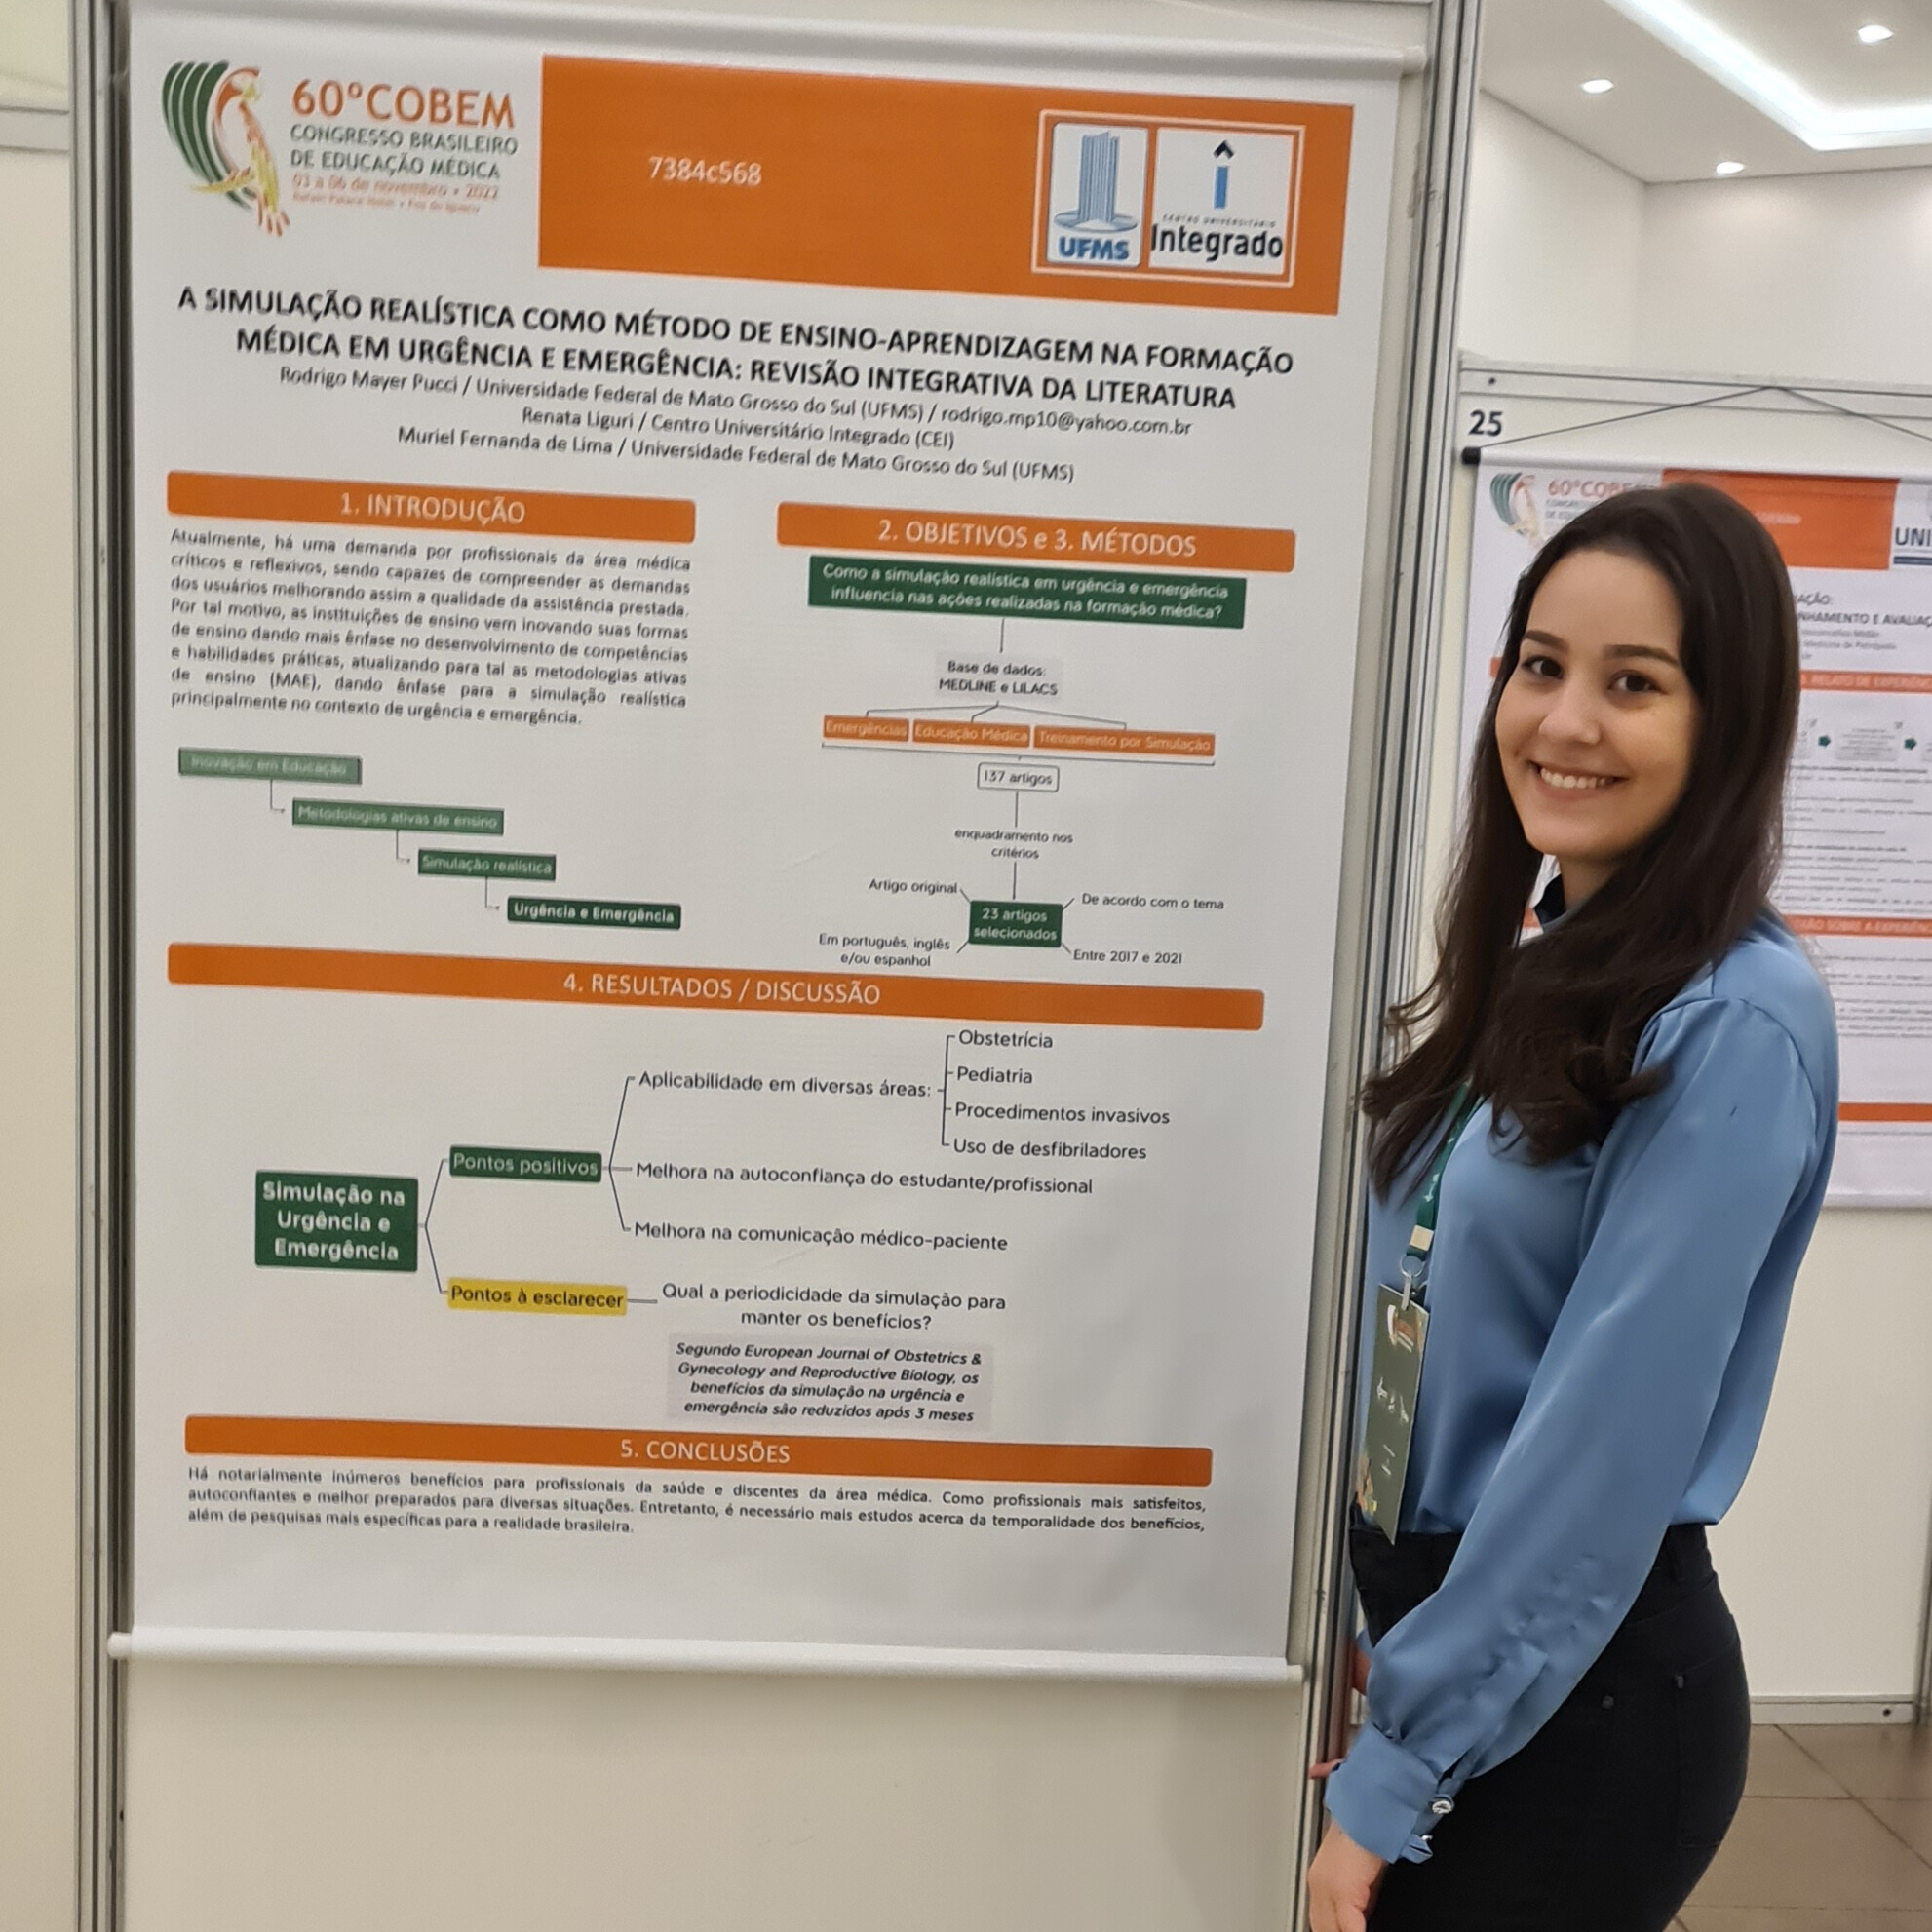 60ºCOBEM
CONGRESSO BRASILEIRO
DE EDUCAÇÃO MÉDICA
03 a 06 de novembro • 2022
7384c568
UFMS
CENTRO UNIVERSITÁRIO
Integrado
A SIMULAÇÃO REALÍSTICA COMO MÉTODO DE ENSINO-APRENDIZAGEM NA FORMAÇÃO
MÉDICA EM URGÊNCIA E EMERGÊNCIA: REVISÃO INTEGRATIVA DA LITERATURA
Rodrigo Mayer Pucci / Universidade Federal de Mato Grosso do Sul (UFMS) / rodrigo.mp10@yahoo.com.br
Renata Liguri / Centro Universitário Integrado (CEI)
Muriel Fernanda de Lima / Universidade Federal de Mato Grosso do Sul (UFMS)
1. INTRODUÇÃO
Atualmente, há uma demanda por profissionais da área médica
críticos e reflexivos, sendo capazes de compreender as demandas
dos usuários melhorando assim a qualidade da assistência prestada.
Por tal motivo, as instituições de ensino vem inovando suas formas
de ensino dando mais ênfase no desenvolvimento de competências
e habilidades práticas, atualizando para tal as metodologias ativas
de ensino (MAE), dando ênfase para a simulação realística
principalmente no contexto de urgência e emergência.
Inovação em Educação
Metodologias ativas de ensino
Simulação realística
Urgência e Emergência
2. OBJETIVOS e 3. MÉTODOS
Como a simulação realística em urgência e emergência
influencia nas ações realizadas na formação médica?
Base de dados:
MEDLINE e LILACS
Emergências Educação Médica Treinamento por Simulação
137 artigos
enquadramento nos
critérios
Artigo original
De acordo com o tema
23 artigos
selecionados
Em português, inglês
e/ou espanhol
Entre 2017 e 2021
4. RESULTADOS / DISCUSSÃO
Simulação na
Urgência e
Emergência
Pontos positivos
Aplicabilidade em diversas áreas:
Obstetrícia
Pediatria
Procedimentos invasivos
Uso de desfibriladores
Melhora na autoconfiança do estudante/profissional
Melhora na comunicação médico-paciente
Pontos à esclarecer
Qual a periodicidade da simulação para
manter os benefícios?
Segundo European Journal of Obstetrics &
Gynecology and Reproductive Biology, os
benefícios da simulação na urgência e
emergência são reduzidos após 3 meses
5. CONCLUSÕES
Há notarialmente inúmeros benefícios para profissionais da saúde e discentes da área médica. Como profissionais mais satisfeitos,
autoconfiantes e melhor preparados para diversas situações. Entretanto, é necessário mais estudos acerca da temporalidade dos benefícios,
além de pesquisas mais específicas para a realidade brasileira.
25
60ºCOBEM
UNI